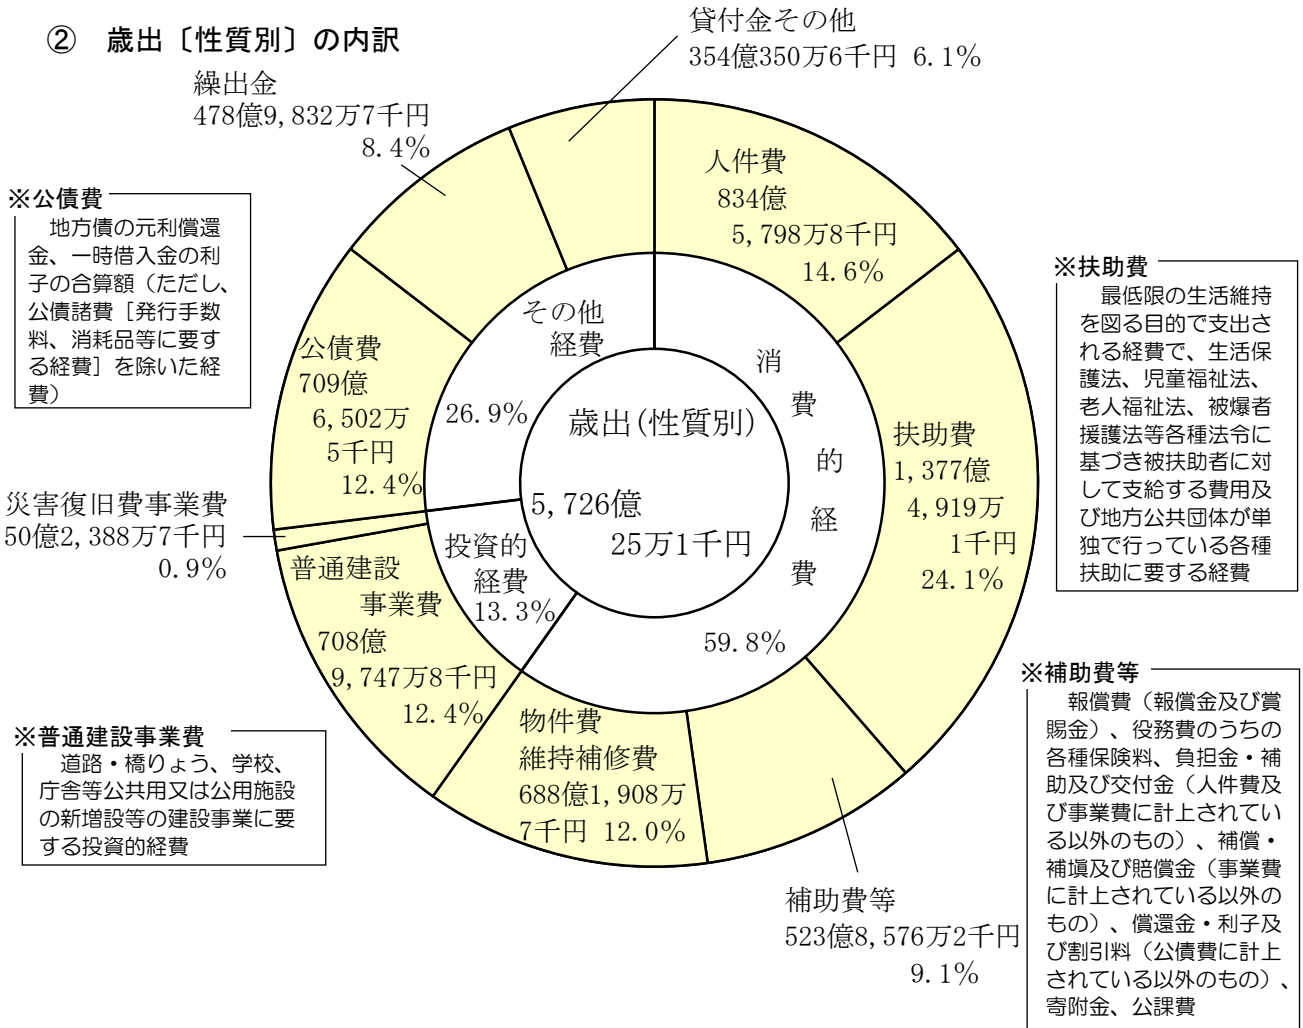 ② 歳出〔性質別〕の内訳
貸付金その他
354億350万6千円 6.1%
繰出金
478億9,832万7千円
8.4%
人件費
834億
5,798万8千円
14.6%
※公債費
地方債の元利償還
金、一時借入金の利
子の合算額（ただし、
公債諸費［発行手数
料、消耗品等に要す
る経費］を除いた経
費）
※扶助費
最低限の生活維持
を図る目的で支出さ
れる経費で、生活保
護法、児童福祉法、
老人福祉法、被爆者
援護法等各種法令に
基づき被扶助者に対
して支給する費用及
び地方公共団体が単
独で行っている各種
扶助に要する経費
その他
経費
26.9%
消費的経費
59.8%
公債費
709億
6,502万
5千円
12.4%
歳出(性質別)
5,726億
25万1千円
扶助費
1,377億
4,919万
1千円
24.1%
災害復旧費事業費
50億2,388万7千円
0.9%
投資的
経費
13.3%
普通建設
事業費
708億
9,747万8千円
12.4%
物件費
維持補修費
688億1,908万
7千円 12.0%
※普通建設事業費
道路・橋りょう、学校、
庁舎等公共用又は公用施設
の新増設等の建設事業に要
する投資的経費
補助費等
523億8,576万2千円
9.1%
※補助費等
報償費（報償金及び賞
賜金）、役務費のうちの
各種保険料、負担金・補
助及び交付金（人件費及
び事業費に計上されてい
る以外のもの）、補償・
補塡及び賠償金（事業費
に計上されている以外の
もの）、償還金・利子及
び割引料（公債費に計上
されている以外のもの）、
寄附金、公課費